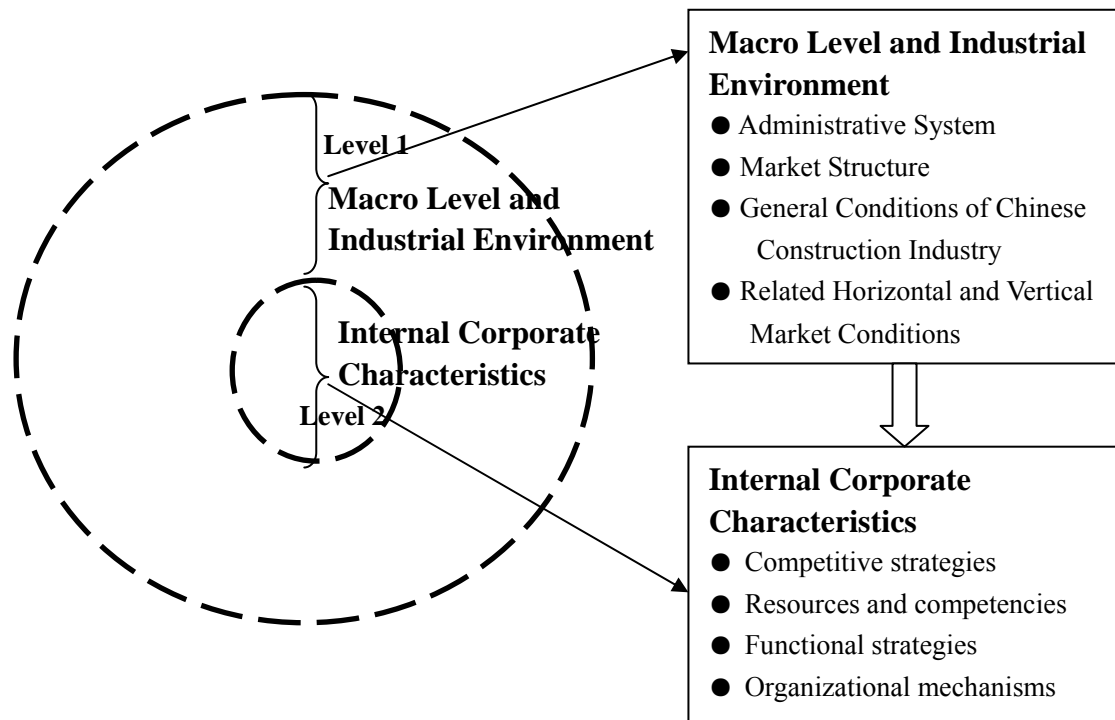 Level 1
Macro Level and
Industrial Environment
Internal Corporate
Characteristics
Level 2
Macro Level and Industrial
Environment
● Administrative System
● Market Structure
● General Conditions of Chinese
Construction Industry
● Related Horizontal and Vertical
Market Conditions
Internal Corporate
Characteristics
● Competitive strategies
● Resources and competencies
● Functional strategies
● Organizational mechanisms